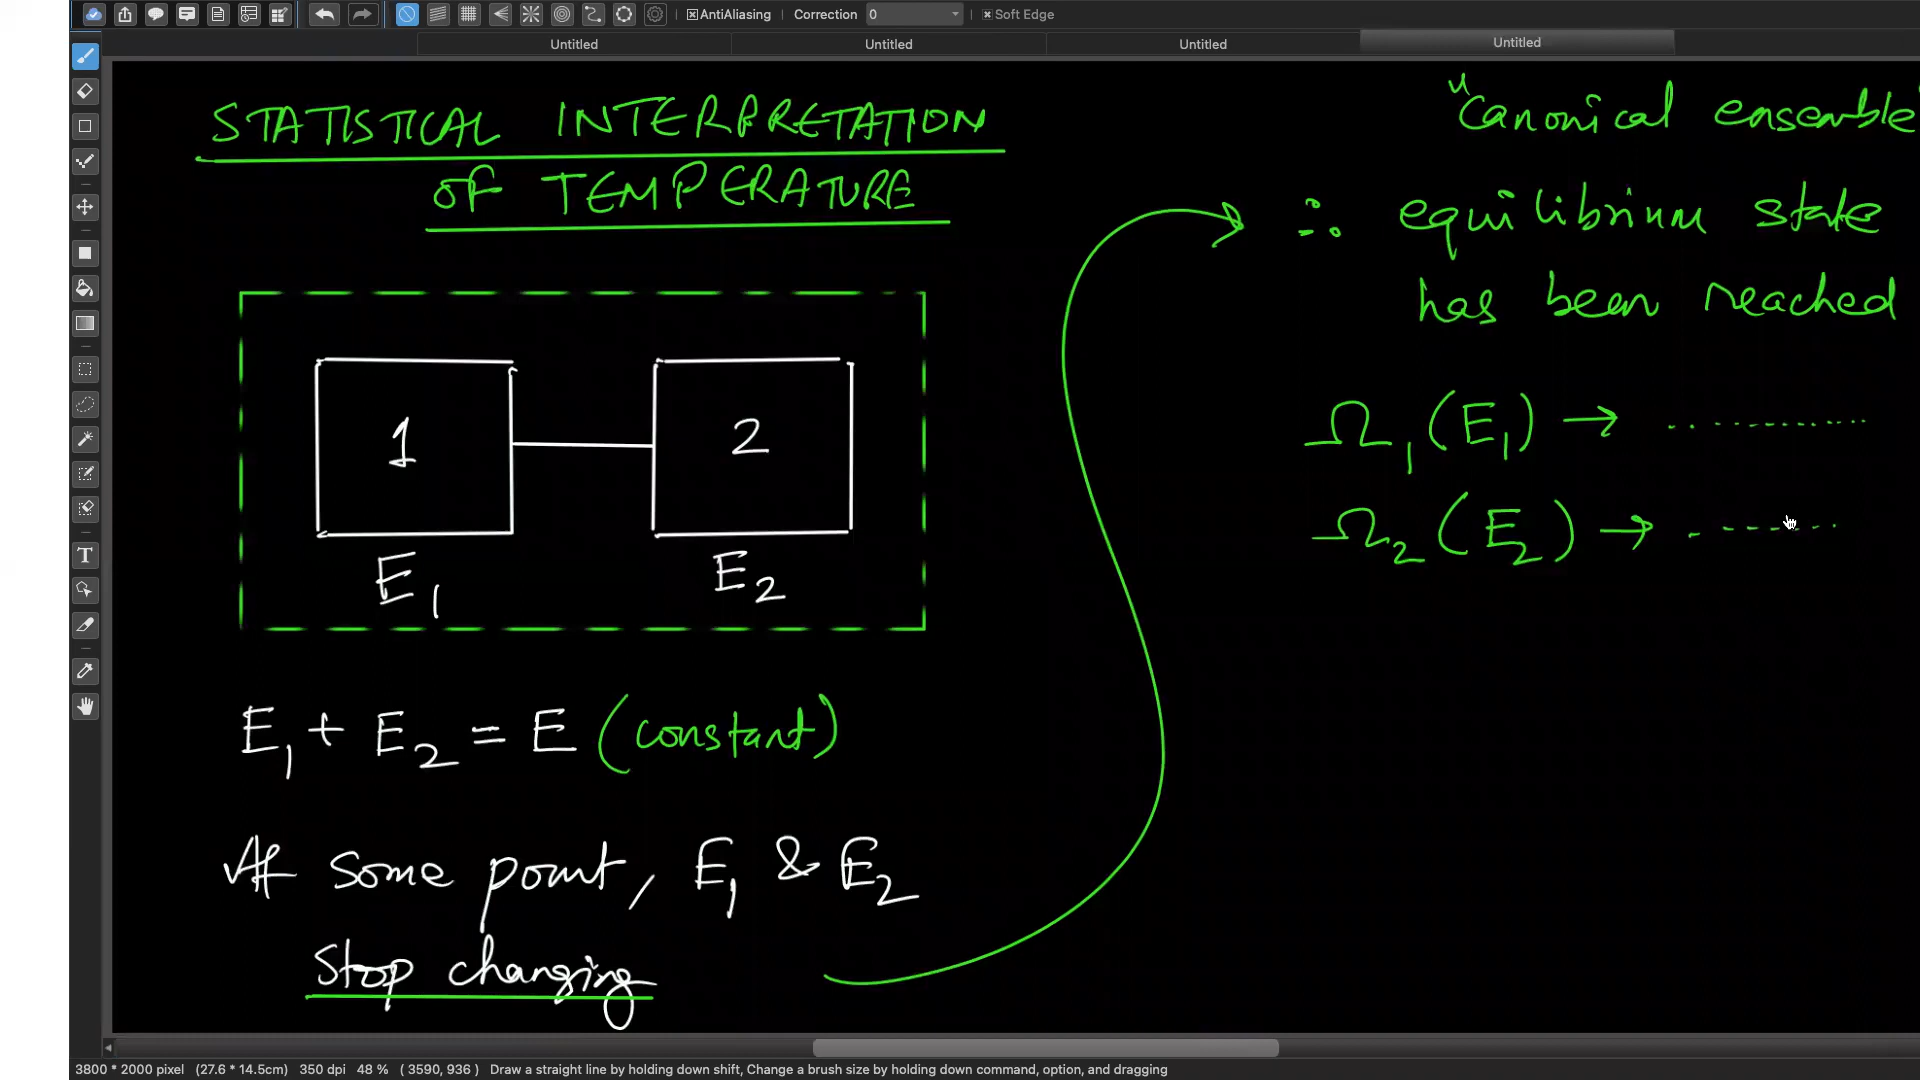 AntiAliasing Correction 0 Soft Edge
Untitled Untitled Untitled Untitled
STATISTICAL INTERPRETATION
OF TEMPERATURE
1 2
E₁ E₂
E₁ + E₂ = E (constant)
At some point, E₁ & E₂
stop changing
"canonical ensemble"
∴ equilibrium state
has been reached
Ω₁(E₁) → ............
Ω₂(E₂) → .......
T
3800 * 2000 pixel (27.6 * 14.5cm) 350 dpi 48 % ( 3590, 936 ) Draw a straight line by holding down shift, Change a brush size by holding down command, option, and dragging